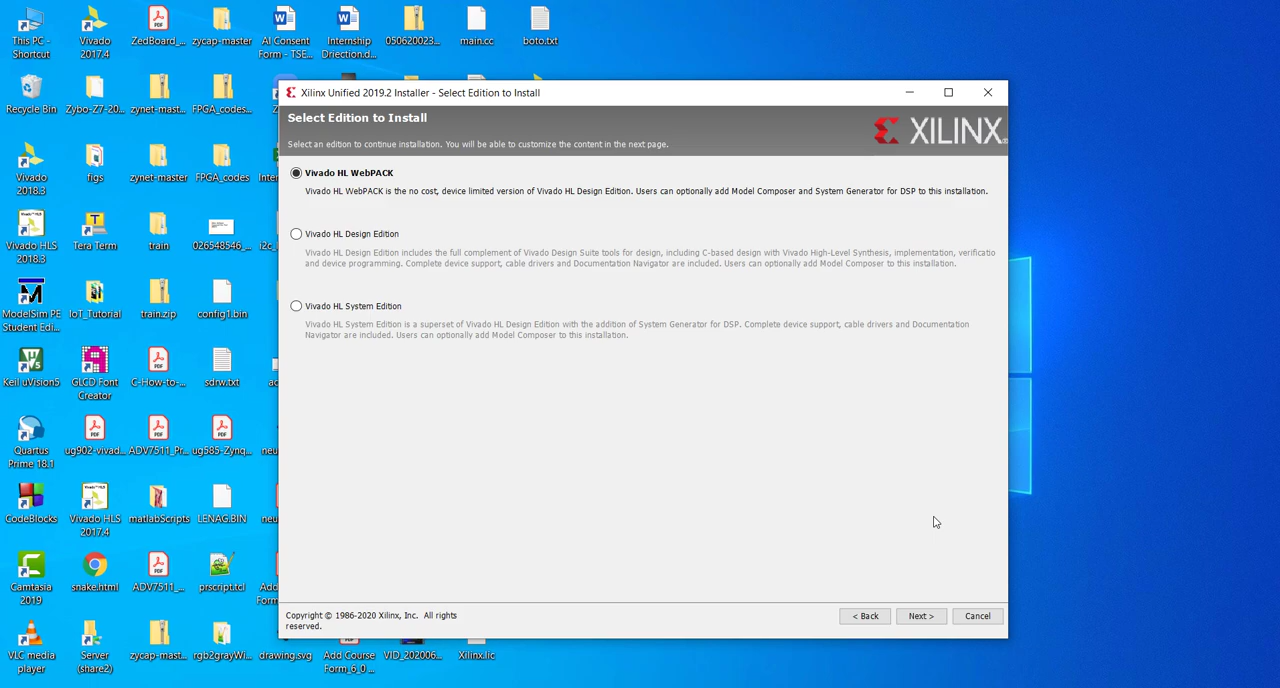 This PC - Shortcut
Vivado 2017.4
ZedBoard_...
zycap-master
AI Consent Form - TSE...
Internship Drection.d...
050620023...
main.cc
boto.txt
Recycle Bin
Zybo-Z7-20...
zynet-mast...
FPGA_codes...
Xilinx Unified 2019.2 Installer - Select Edition to Install
Select Edition to Install
Select an edition to continue installation. You will be able to customize the content in the next page.
XILINX
Vivado HL WebPACK
Vivado HL WebPACK is the no cost, device limited version of Vivado HL Design Edition. Users can optionally add Model Composer and System Generator for DSP to this installation.
Vivado HL Design Edition
Vivado HL Design Edition includes the full complement of Vivado Design Suite tools for design, including C-based design with Vivado High-Level Synthesis, implementation, verificatio
and device programming. Complete device support, cable drivers and Documentation Navigator are included. Users can optionally add Model Composer to this installation.
Vivado HL System Edition
Vivado HL System Edition is a superset of Vivado HL Design Edition with the addition of System Generator for DSP. Complete device support, cable drivers and Documentation
Navigator are included. Users can optionally add Model Composer to this installation.
Copyright © 1986-2020 Xilinx, Inc. All rights
reserved.
< Back
Next >
Cancel
Vivado 2018.3
figs
zynet-master
FPGA_codes
Vivado HLS 2018.3
Tera Term
train
026548546_...
ModelSim PE Student Edi...
IoT_Tutorial
train.zip
config1.bin
Keil uVision5
GLCD Font Creator
C-How-to-...
sdrw.txt
Quartus Prime 18.1
ug902-vivad...
ADV7511_Pr...
ug585-Zynq...
CodeBlocks
Vivado HLS 2017.4
matlabScripts
LENAG.BIN
Camtasia 2019
snake.html
ADV7511_...
prscript.tcl
VLC media player
Server (share2)
zycap-mast...
rgb2grayWi...
drawing.svg
Add Course Form_6_0 ...
VID_202006...
Xilinx.lic